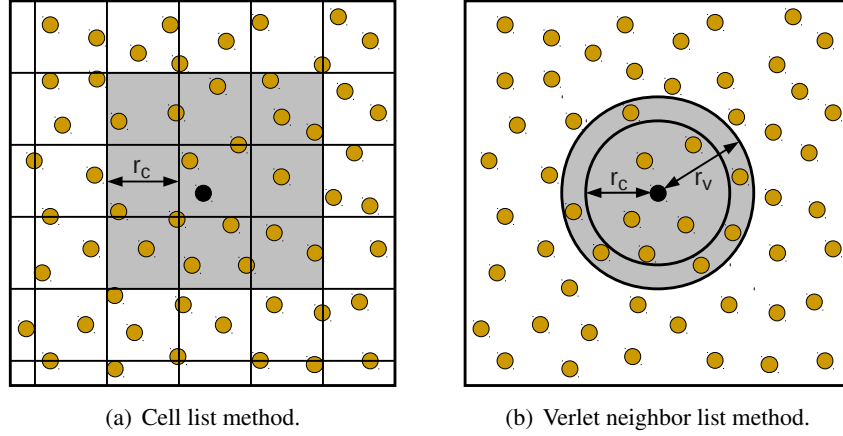 r_c
r_c
r_v
(a) Cell list method.
(b) Verlet neighbor list method.